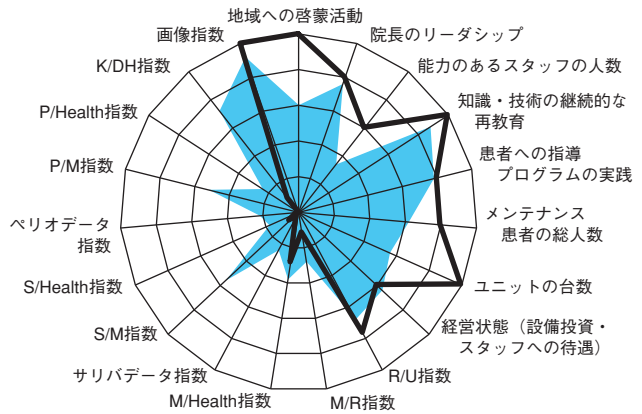 地域への啓蒙活動
院長のリーダシップ
能力のあるスタッフの人数
知識・技術の継続的な
再教育
患者への指導
プログラムの実践
メンテナンス
患者の総人数
ユニットの台数
経営状態（設備投資・
スタッフへの待遇）
R/U指数
M/R指数
M/Health指数
サリバデータ指数
S/M指数
S/Health指数
ペリオデータ
指数
P/M指数
P/Health指数
K/DH指数
画像指数